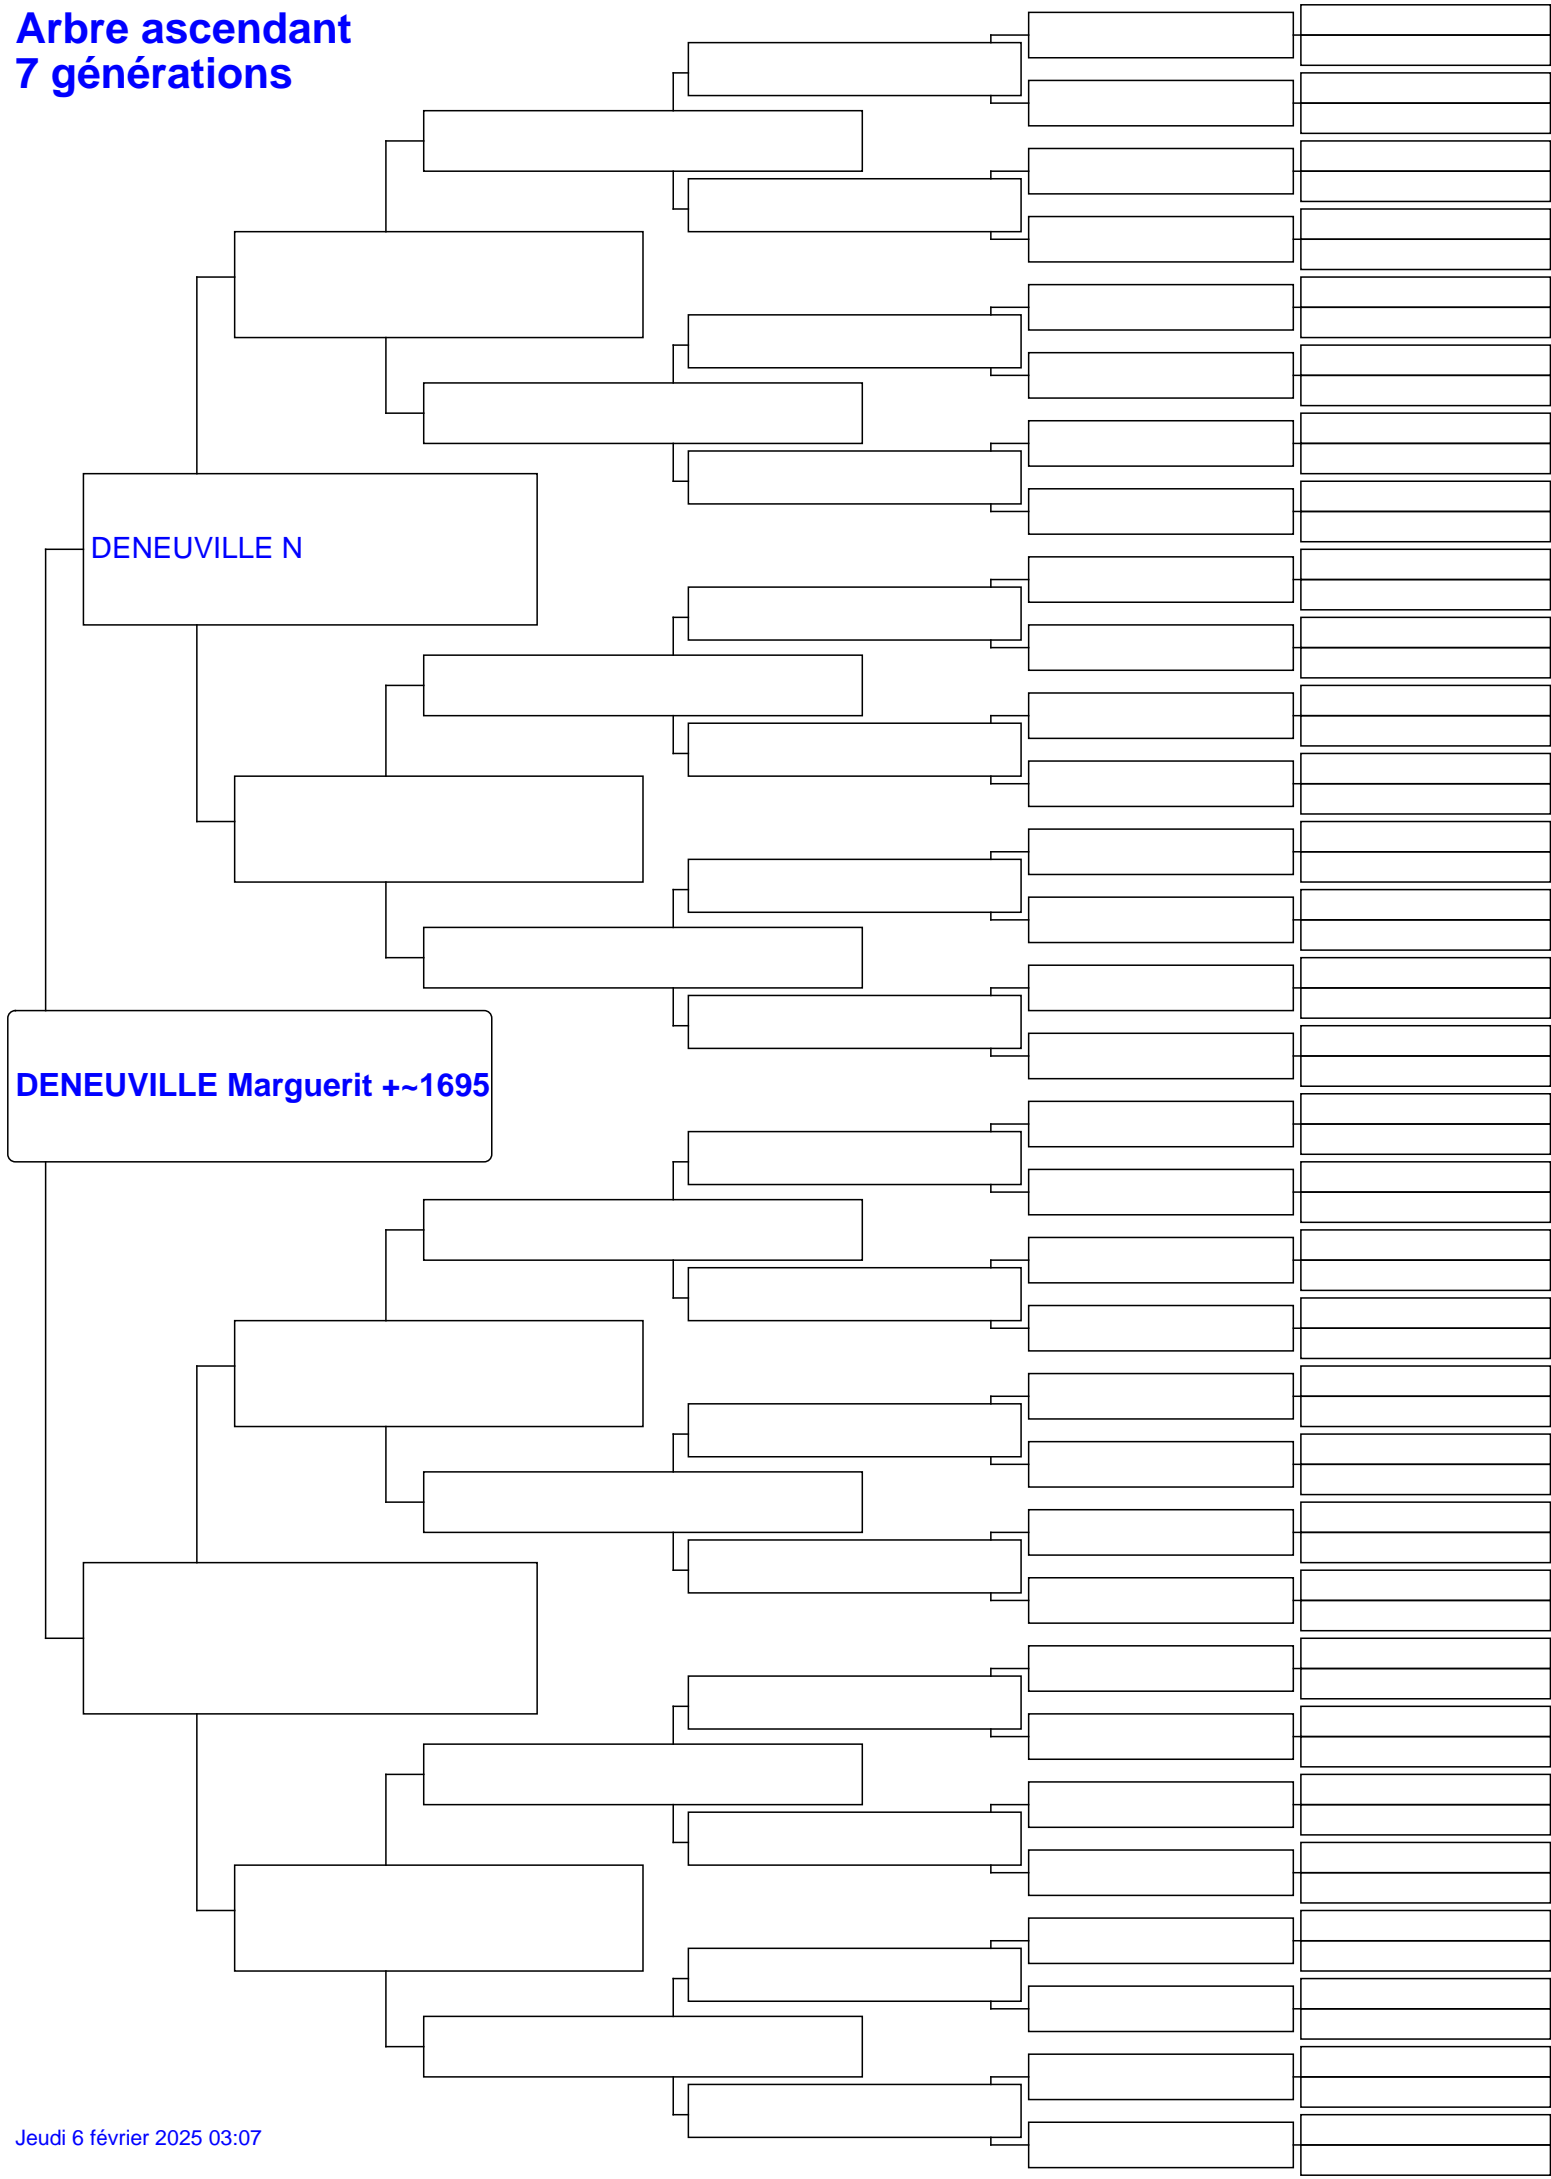 Arbre ascendant
7 générations
DENEUVILLE N
DENEUVILLE Marguerit +~1695
Jeudi 6 février 2025 03:07